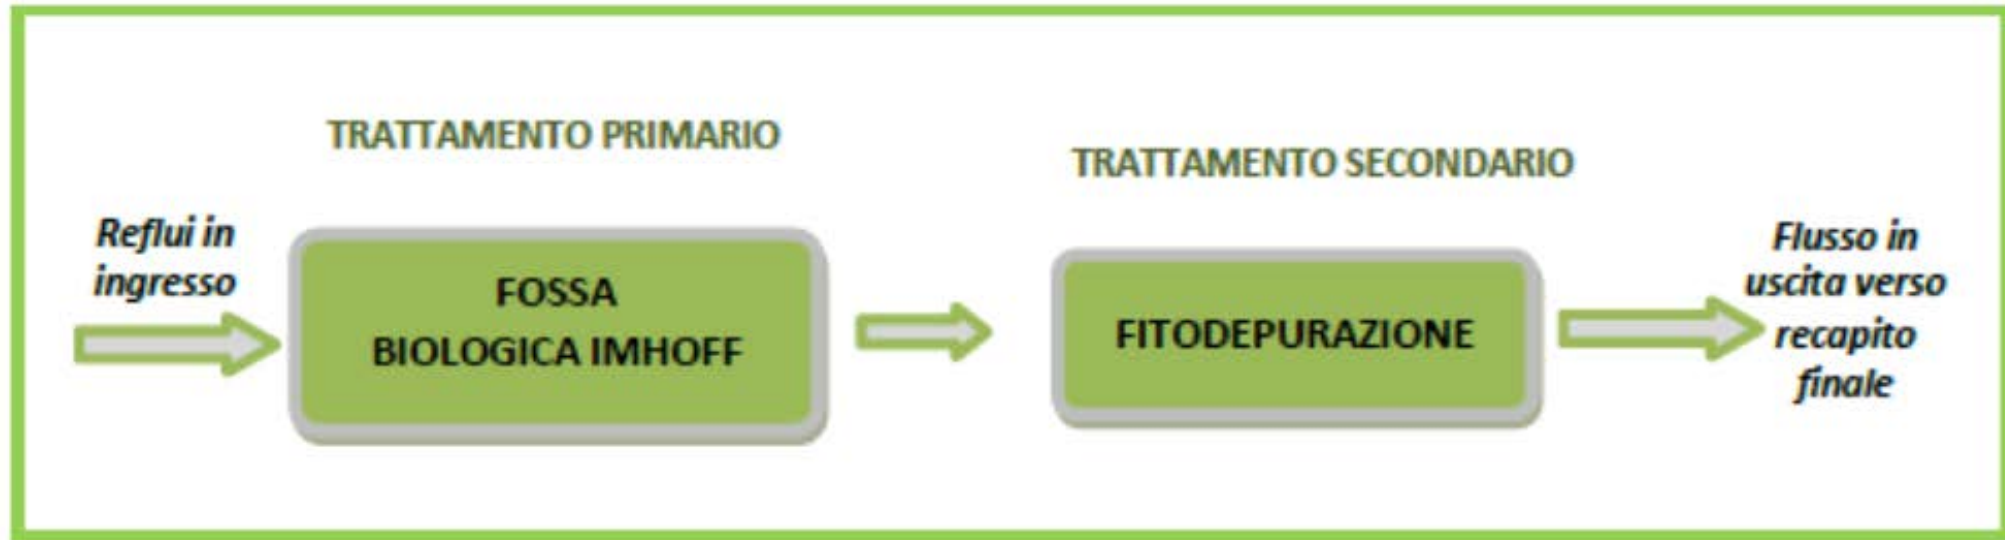 TRATTAMENTO PRIMARIO
TRATTAMENTO SECONDARIO
Reflui in
ingresso
FOSSA
BIOLOGICA IMHOFF
FITODEPURAZIONE
Flusso in
uscita verso
recapito
finale